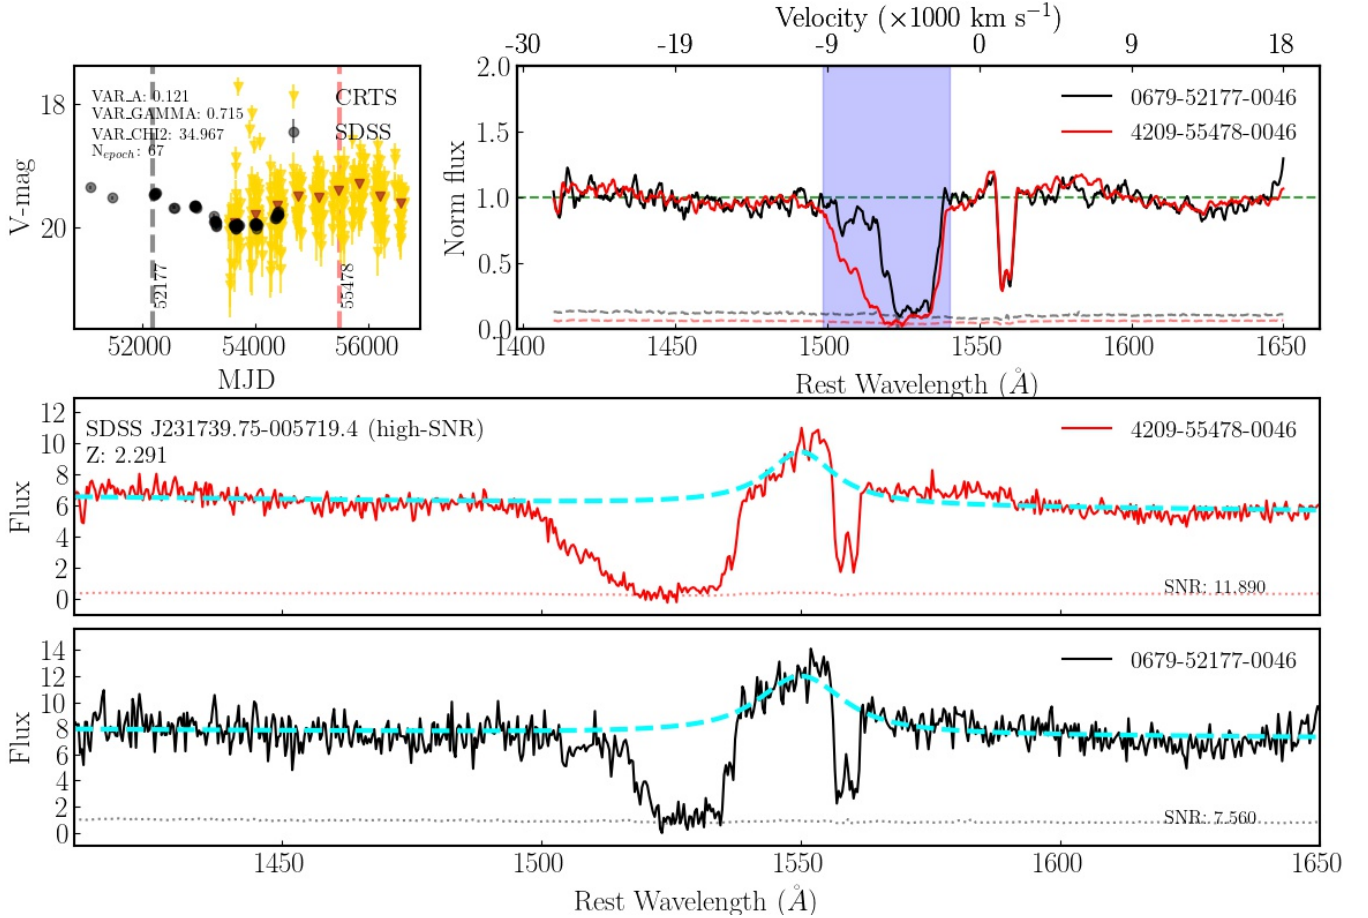 Velocity (×1000 km s⁻¹)
-30 -19 -9 0 9 18
VAR_A: 0.121
VAR_GAMMA: 0.715
VAR_CHI2: 34.967
N_epoch: 67
CRTS
SDSS
18
20
V-mag
52177
55478
52000 54000 56000
MJD
2.0
1.5
1.0
0.5
0.0
Norm flux
0679-52177-0046
4209-55478-0046
1400 1450 1500 1550 1600 1650
Rest Wavelength (Å)
12
10
8
6
4
2
0
Flux
SDSS J231739.75-005719.4 (high-SNR)
Z: 2.291
4209-55478-0046
SNR: 11.890
14
12
10
8
6
4
2
0
Flux
0679-52177-0046
SNR: 7.560
1450 1500 1550 1600 1650
Rest Wavelength (Å)